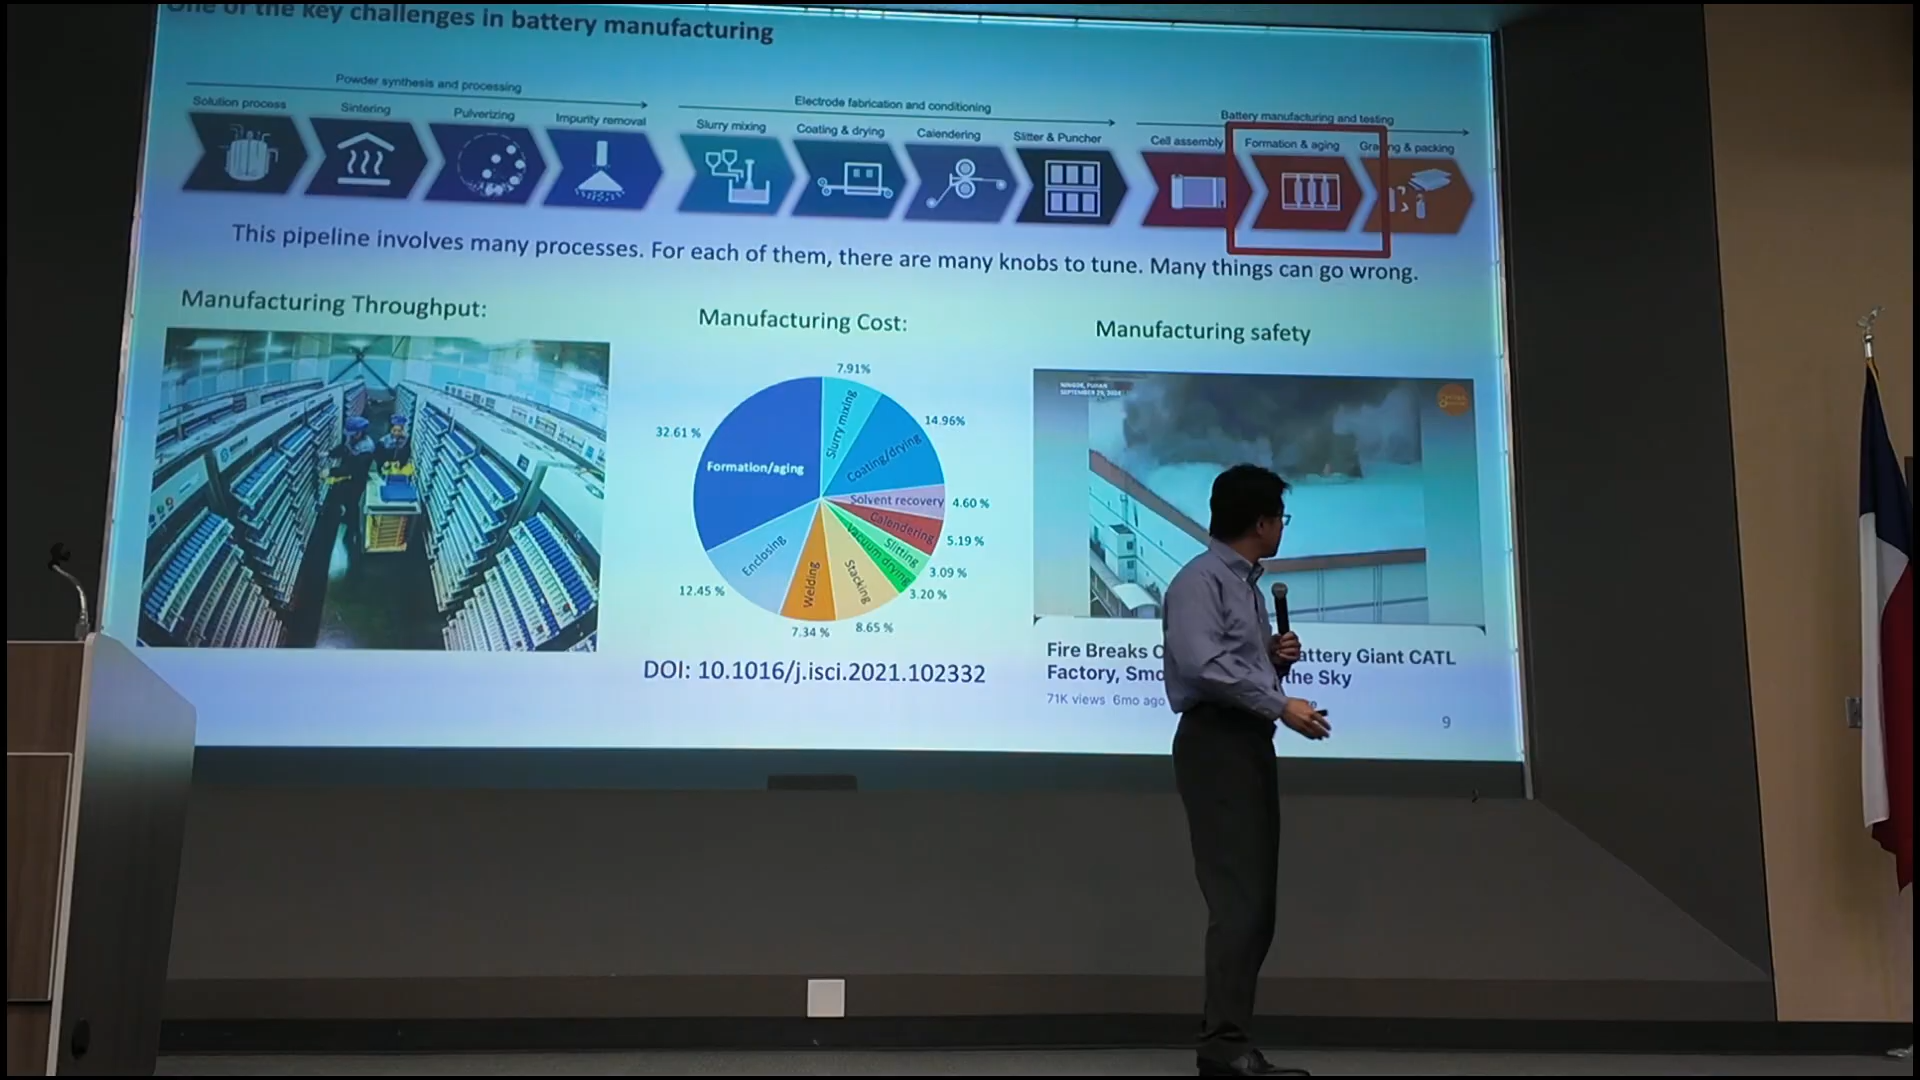 One of the key challenges in battery manufacturing
Powder synthesis and processing
Electrode fabrication and conditioning
Battery manufacturing and testing
Solution process
Sintering
Pulverizing
Impurity removal
Slurry mixing
Coating & drying
Calendering
Slitter & Puncher
Cell assembly
Formation & aging
Grading & packing
This pipeline involves many processes. For each of them, there are many knobs to tune. Many things can go wrong.
Manufacturing Throughput:
Manufacturing Cost:
7.91%
Slurry mixing
14.96%
Coating/drying
Solvent recovery
4.60 %
Calendering
5.19 %
Slitting
3.09 %
Vacuum drying
3.20 %
Stacking
8.65 %
Welding
7.34 %
Enclosing
12.45 %
Formation/aging
32.61 %
DOI: 10.1016/j.isci.2021.102332
Manufacturing safety
NINGDE, FUJIAN
SEPTEMBER 29, 2024
Fire Breaks O attery Giant CATL
Factory, Smo the Sky
71K views 6mo ago
9